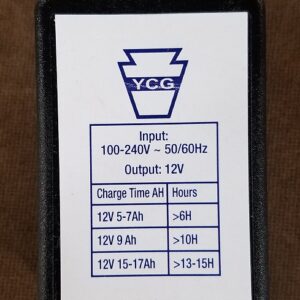 YCG
Input:
100-240V ~ 50/60Hz
Output: 12V
Charge Time AH Hours
12V 5-7Ah >6H
12V 9 Ah >10H
12V 15-17Ah >13-15H